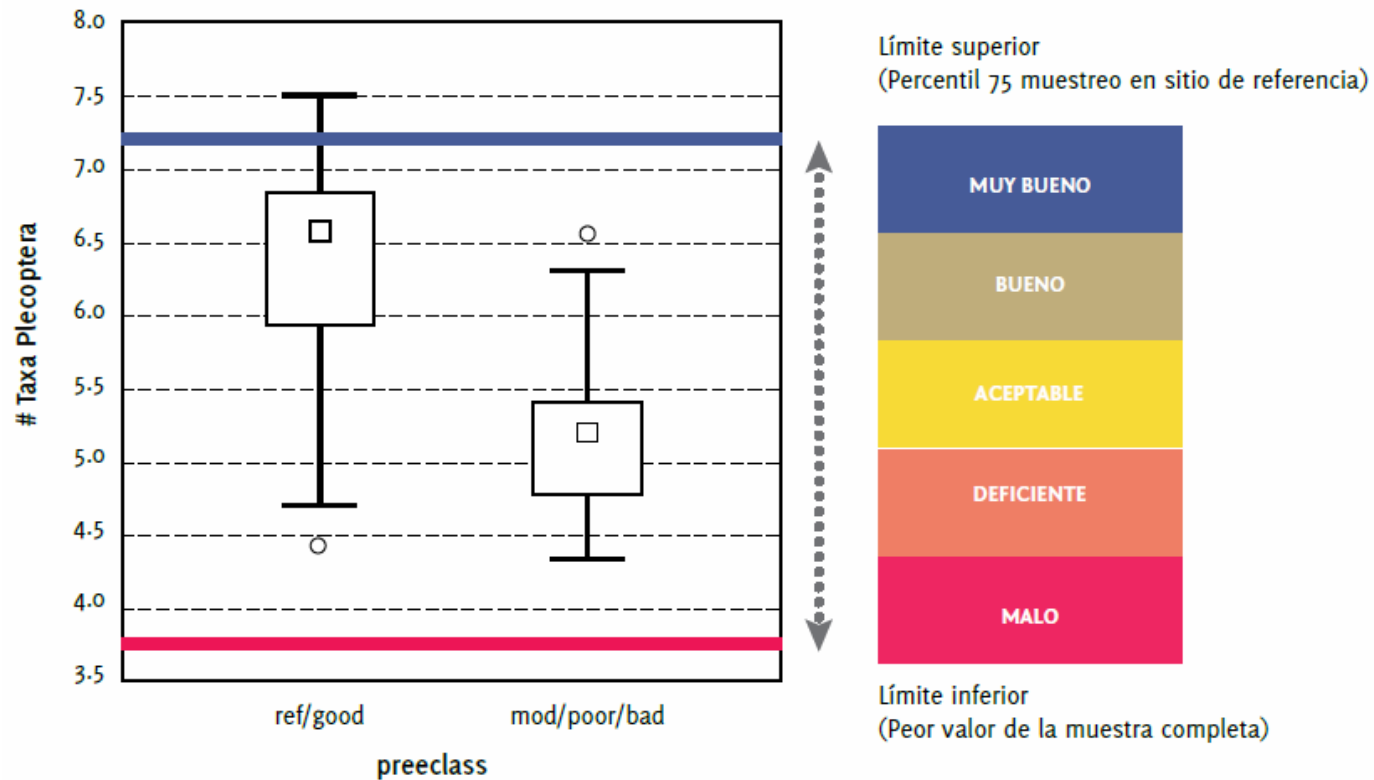 # Taxa Plecoptera
8.0
7.5
7.0
6.5
6.0
5.5
5.0
4.5
4.0
3.5
ref/good
mod/poor/bad
preeclass
Límite superior
(Percentil 75 muestreo en sitio de referencia)
MUY BUENO
BUENO
ACEPTABLE
DEFICIENTE
MALO
Límite inferior
(Peor valor de la muestra completa)